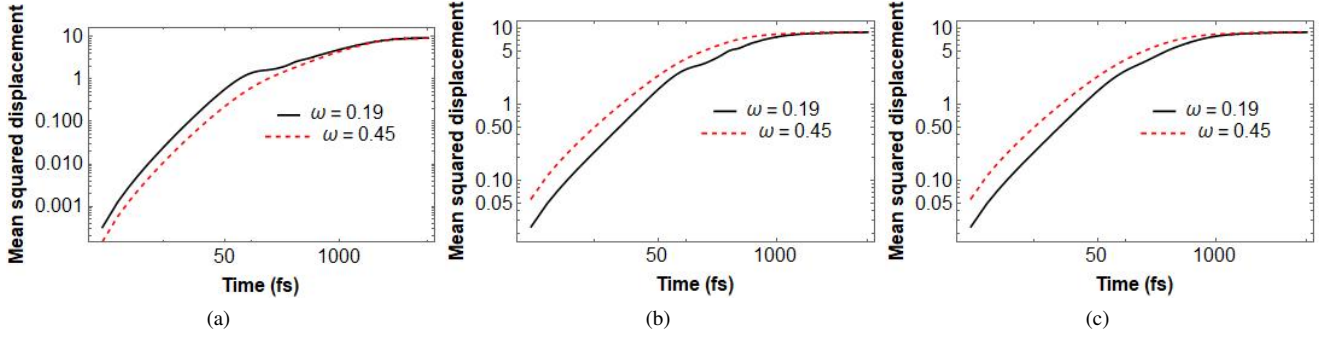 Mean squared displacement
10
1
0.100
0.010
0.001
ω = 0.19
ω = 0.45
50
1000
Time (fs)
(a)
Mean squared displacement
10
5
1
0.50
0.10
0.05
ω = 0.19
ω = 0.45
50
1000
Time (fs)
(b)
Mean squared displacement
10
5
1
0.50
0.10
0.05
ω = 0.19
ω = 0.45
50
1000
Time (fs)
(c)